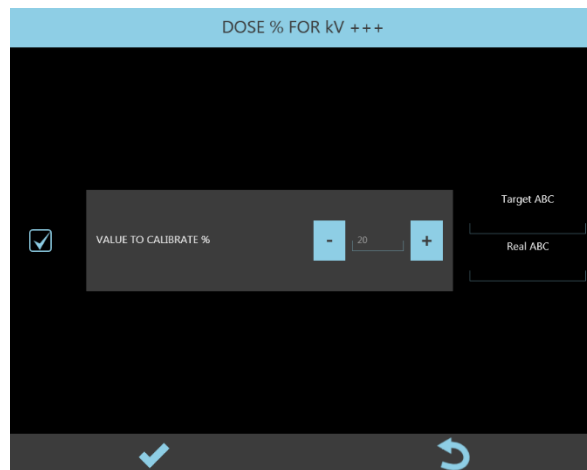 DOSE % FOR kV +++
Target ABC
VALUE TO CALIBRATE %
-
20
+
Real ABC